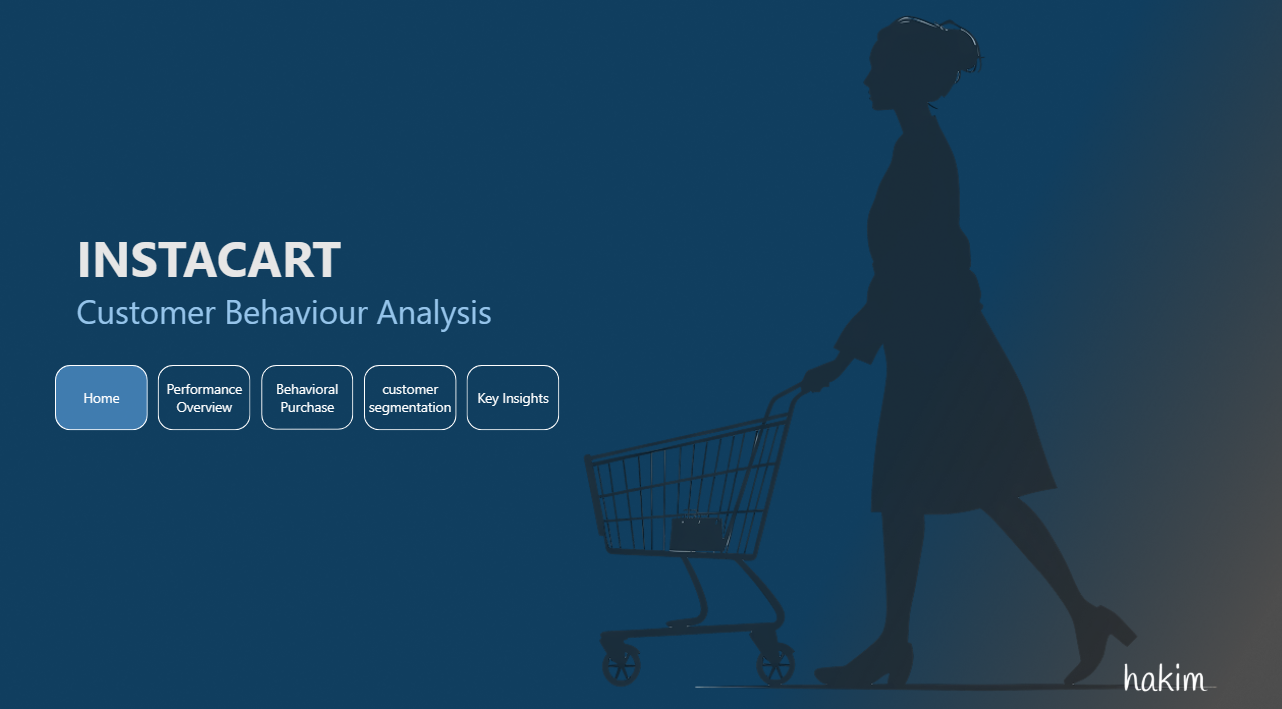 INSTACART
Customer Behaviour Analysis
Home
Performance
Overview
Behavioral
Purchase
customer
segmentation
Key Insights
hakim